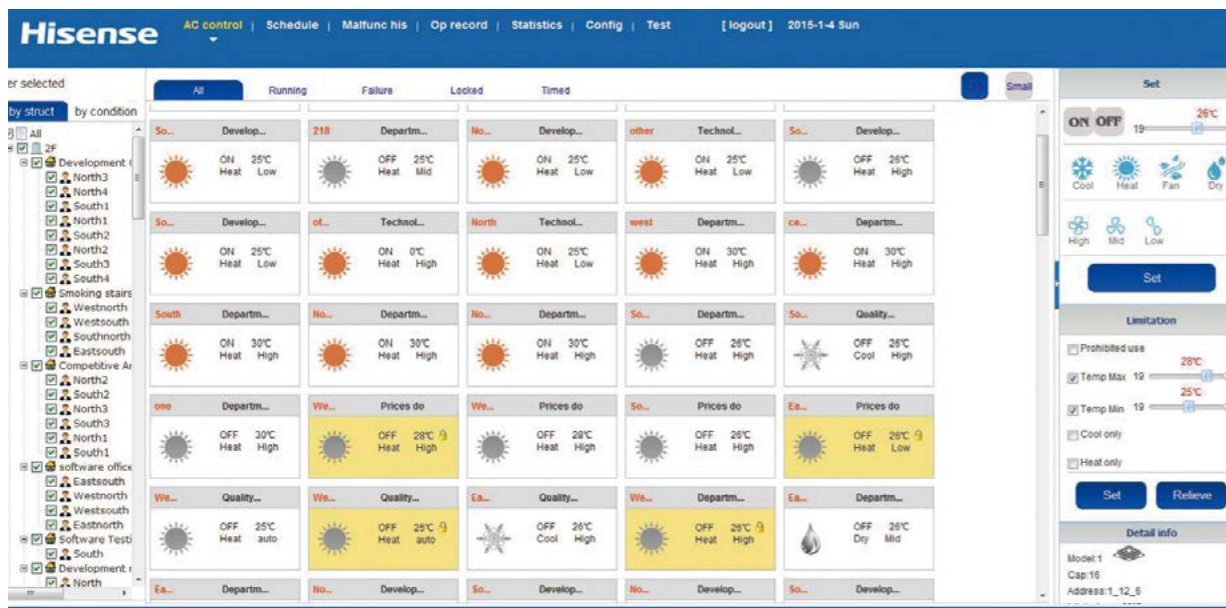 Hisense
AC control | Schedule | Malfunc his | Op record | Statistics | Config | Test [ logout ] 2015-1-4 Sun
er selected
by struct by condition
All
2F
Development
North3
North4
South1
North1
South2
North2
South3
South4
Smoking stairs
Westnorth
Westsouth
Southnorth
Eastsouth
Competitive Ar
North2
South2
North3
South3
North1
South1
software office
Eastsouth
Westnorth
Westsouth
Eastnorth
Software Testi
South
Development
North
All Running Failure Locked Timed
Small
So... Develop... 218 Departm... No... Develop... other Technol... So... Develop...
ON 25℃ OFF 25℃ ON 25℃ ON 25℃ OFF 26℃
Heat Low Heat Mid Heat Low Heat Low Heat High
So... Develop... of... Technol... North Technol... west Departm... ce... Departm...
ON 25℃ ON 0℃ ON 25℃ ON 30℃ ON 30℃
Heat Low Heat High Heat Low Heat High Heat High
South Departm... No... Departm... No... Departm... So... Departm... So... Quality...
ON 30℃ ON 30℃ ON 30℃ OFF 26℃ OFF 26℃
Heat High Heat High Heat High Heat High Cool High
one Departm... We... Prices do We... Prices do So... Prices do Ea... Prices do
OFF 30℃ OFF 28℃ OFF 28℃ OFF 26℃ OFF 26℃
Heat High Heat High Heat High Heat High Heat Low
We... Quality... We... Quality... Ea... Quality... We... Departm... Ea... Departm...
OFF 25℃ OFF 25℃ OFF 26℃ OFF 26℃ OFF 26℃
Heat auto Heat auto Cool High Heat High Dry Mid
Ea... Departm... No... Develop... So... Develop... No... Develop... So... Develop...
Set
ON OFF 19 26℃
Cool Heat Fan Dry
High Mid Low
Set
Limitation
Prohibited use
28℃
Temp Max 19
25℃
Temp Min 19
Cool only
Heat only
Set Relieve
Detail info
Model:1
Cap:16
Address:1_12_6